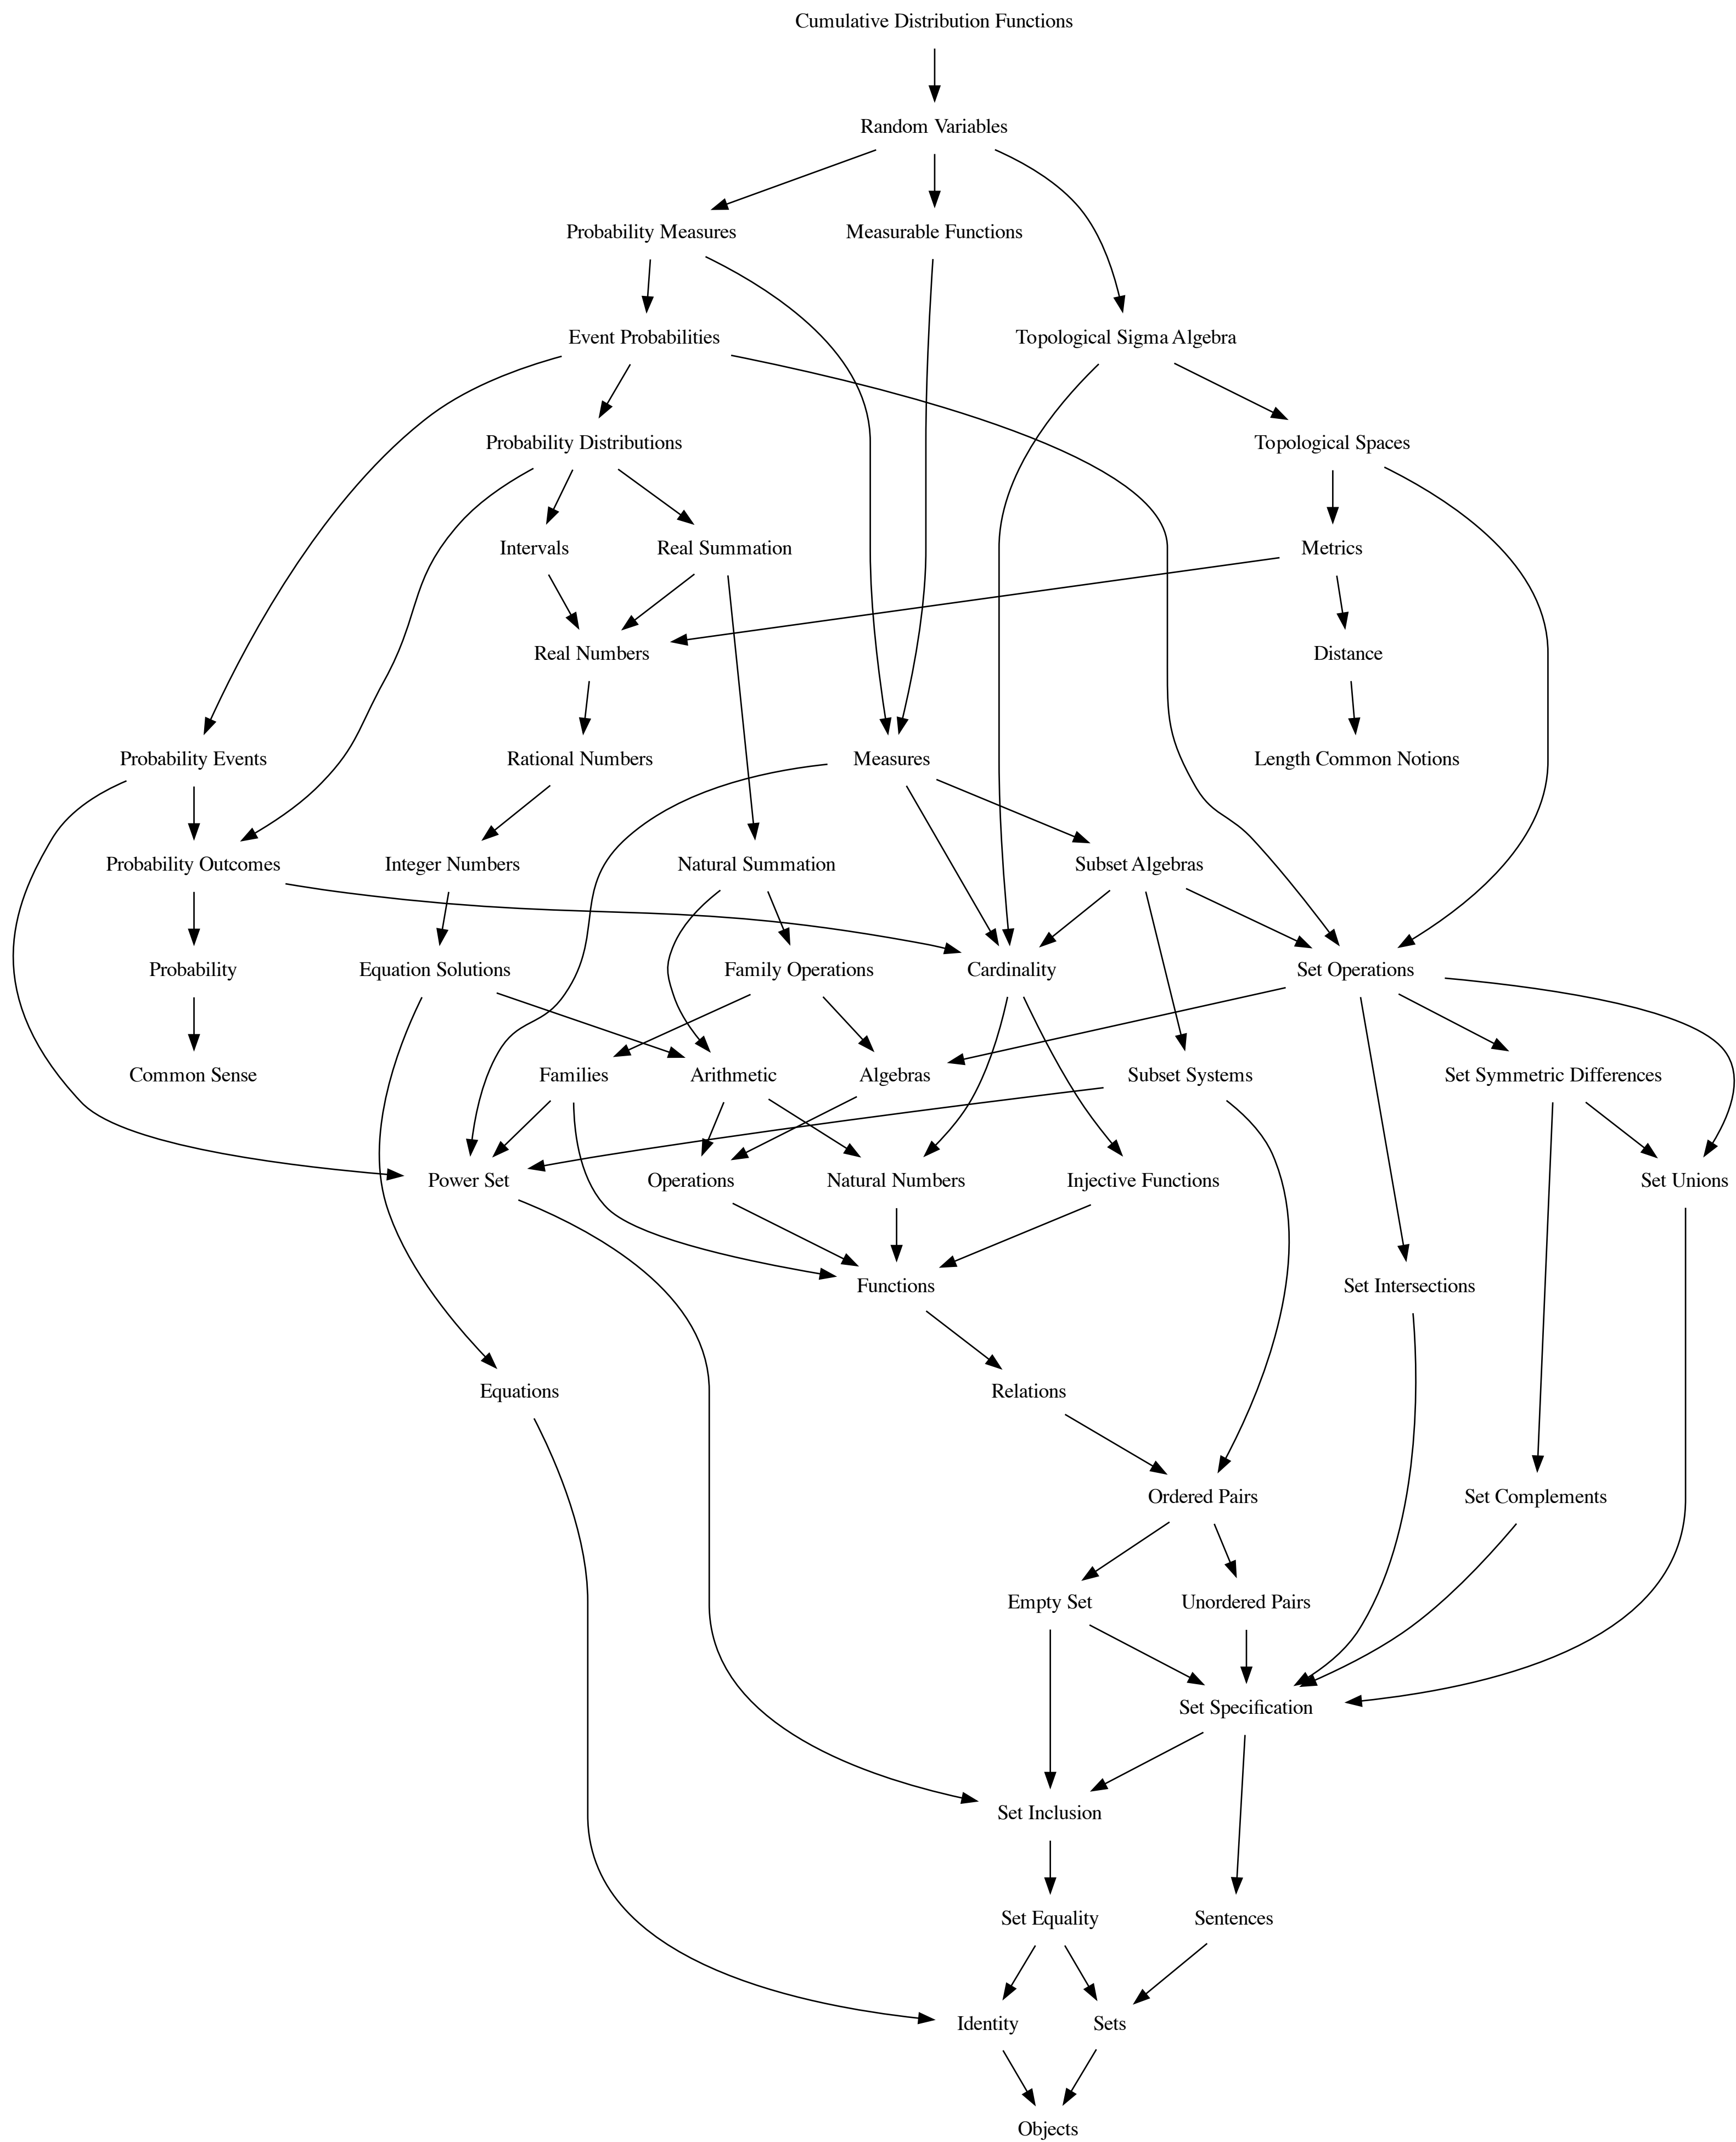 Cumulative Distribution Functions
Random Variables
Probability Measures
Measurable Functions
Event Probabilities
Topological Sigma Algebra
Probability Distributions
Topological Spaces
Intervals
Real Summation
Metrics
Real Numbers
Distance
Probability Events
Rational Numbers
Measures
Length Common Notions
Probability Outcomes
Integer Numbers
Natural Summation
Subset Algebras
Probability
Equation Solutions
Family Operations
Cardinality
Set Operations
Common Sense
Families
Arithmetic
Algebras
Subset Systems
Set Symmetric Differences
Power Set
Operations
Natural Numbers
Injective Functions
Set Unions
Functions
Set Intersections
Equations
Relations
Ordered Pairs
Set Complements
Empty Set
Unordered Pairs
Set Specification
Set Inclusion
Set Equality
Sentences
Identity
Sets
Objects